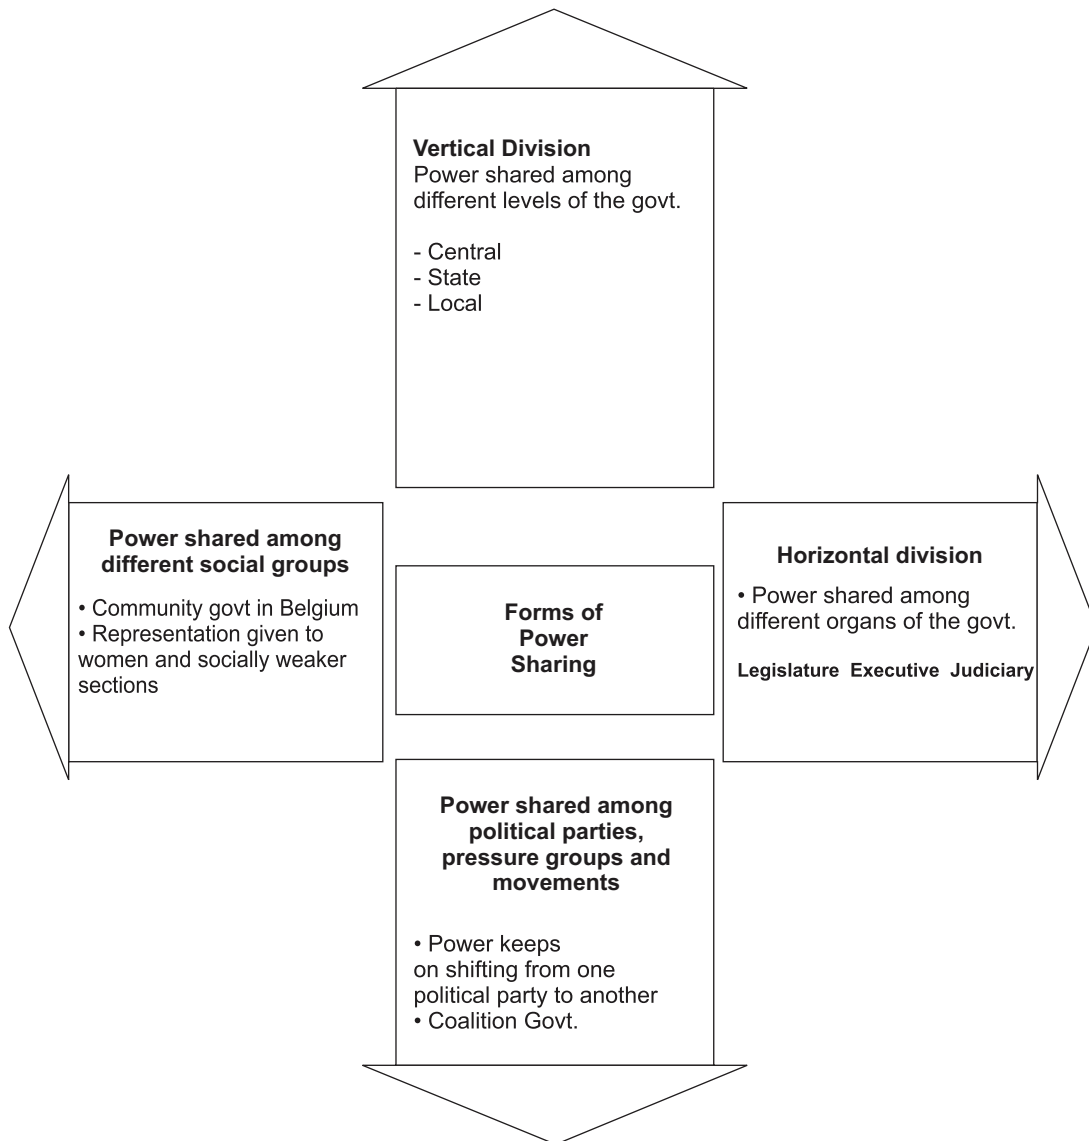 Vertical Division
Power shared among
different levels of the govt.
- Central
- State
- Local
Power shared among
different social groups
• Community govt in Belgium
• Representation given to
women and socially weaker
sections
Forms of
Power
Sharing
Horizontal division
• Power shared among
different organs of the govt.
Legislature Executive Judiciary
Power shared among
political parties,
pressure groups and
movements
• Power keeps
on shifting from one
political party to another
• Coalition Govt.